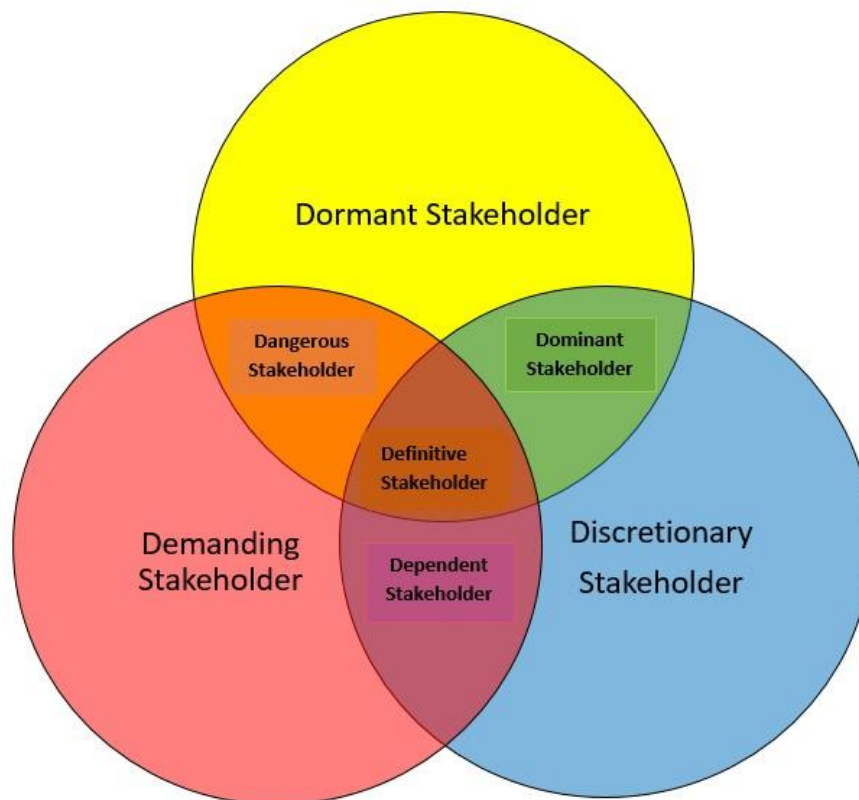 Dormant Stakeholder
Dangerous
Stakeholder
Dominant
Stakeholder
Definitive
Stakeholder
Demanding
Stakeholder
Discretionary
Stakeholder
Dependent
Stakeholder